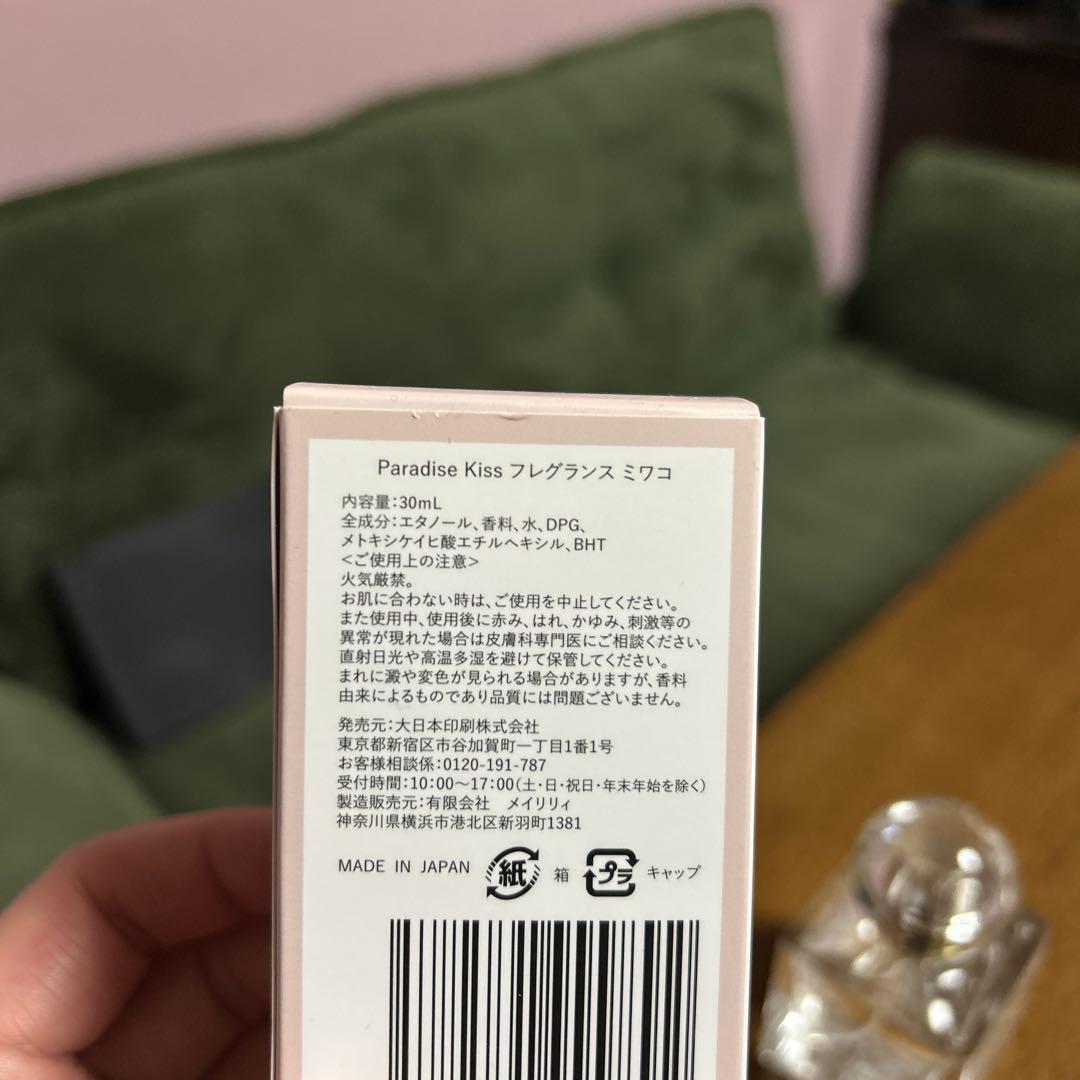 Paradise Kiss フレグランス ミワコ
内容量:30mL
全成分:エタノール、香料、水、DPG、
メトキシケイヒ酸エチルヘキシル、BHT
<ご使用上の注意>
火気厳禁。
お肌に合わない時は、ご使用を中止してください。
また使用中、使用後に赤み、はれ、かゆみ、刺激等の
異常が現れた場合は皮膚科専門医にご相談ください。
直射日光や高温多湿を避けて保管してください。
まれに澱や変色が見られる場合がありますが、香料
由来によるものであり品質には問題ございません。
発売元:大日本印刷株式会社
東京都新宿区市谷加賀町一丁目1番1号
お客様相談係:0120-191-787
受付時間:10:00〜17:00(土・日・祝日・年末年始を除く)
製造販売元:有限会社 メイリリィ
神奈川県横浜市港北区新羽町1381
MADE IN JAPAN 紙 箱 プラ キャップ